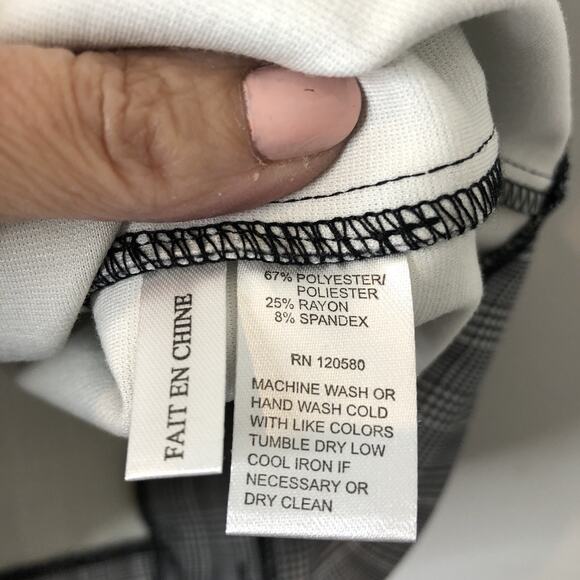 FAIT EN CHINE
67% POLYESTER/
POLIESTER
25% RAYON
8% SPANDEX
RN 120580
MACHINE WASH OR
HAND WASH COLD
WITH LIKE COLORS
TUMBLE DRY LOW
COOL IRON IF
NECESSARY OR
DRY CLEAN